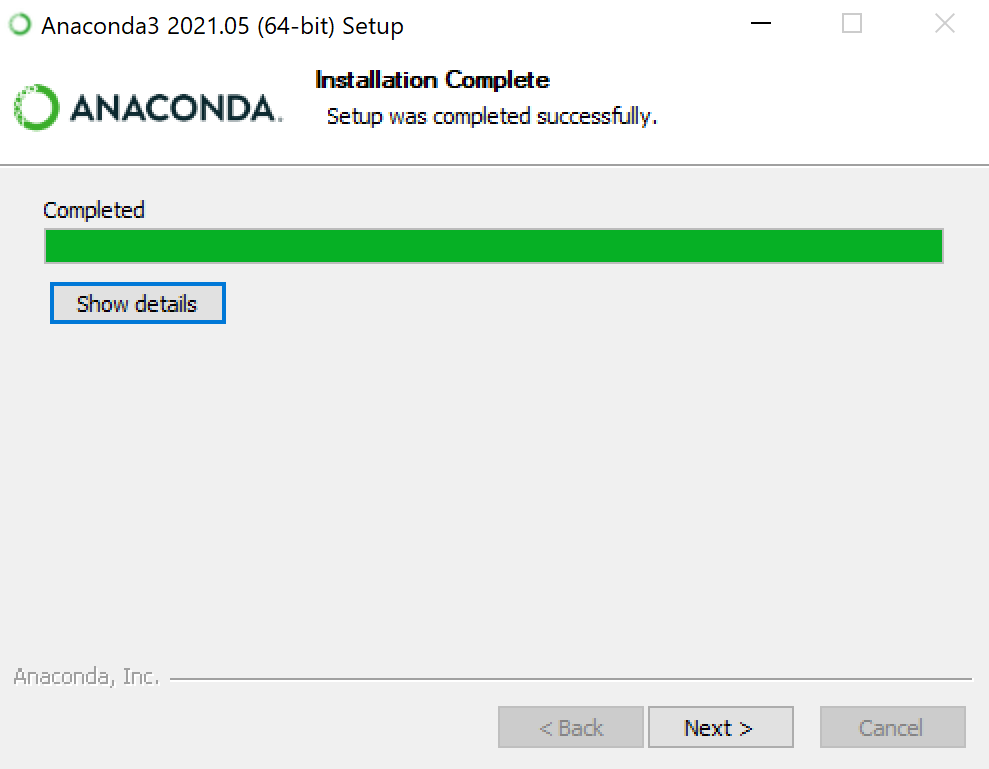 Anaconda3 2021.05 (64-bit) Setup
ANACONDA.
Installation Complete
Setup was completed successfully.
Completed
Show details
Anaconda, Inc.
< Back
Next >
Cancel